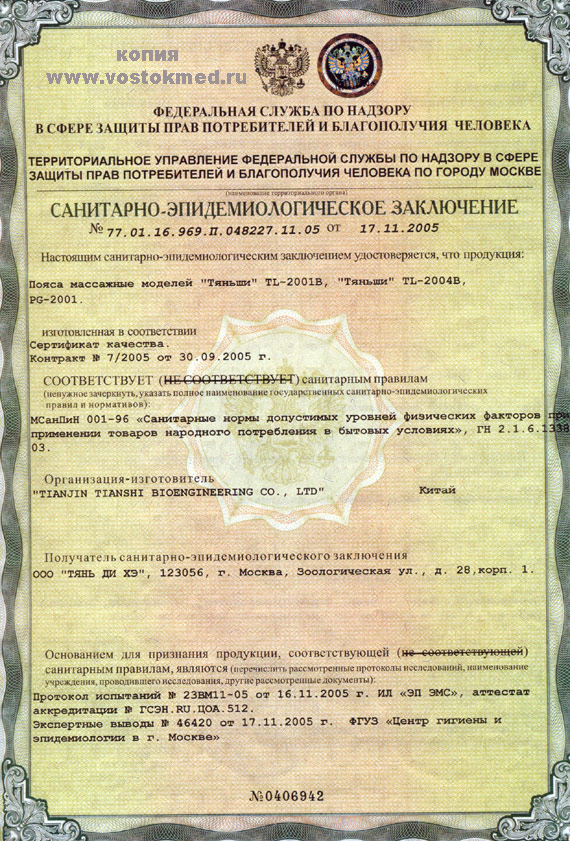 копия
www.vostokmed.ru
ФЕДЕРАЛЬНАЯ СЛУЖБА ПО НАДЗОРУ
В СФЕРЕ ЗАЩИТЫ ПРАВ ПОТРЕБИТЕЛЕЙ И БЛАГОПОЛУЧИЯ ЧЕЛОВЕКА
ТЕРРИТОРИАЛЬНОЕ УПРАВЛЕНИЕ ФЕДЕРАЛЬНОЙ СЛУЖБЫ ПО НАДЗОРУ В СФЕРЕ
ЗАЩИТЫ ПРАВ ПОТРЕБИТЕЛЕЙ И БЛАГОПОЛУЧИЯ ЧЕЛОВЕКА ПО ГОРОДУ МОСКВЕ
(наименование территориального органа)
САНИТАРНО-ЭПИДЕМИОЛОГИЧЕСКОЕ ЗАКЛЮЧЕНИЕ
№ 77.01.16.969.П.048227.11.05 от 17.11.2005
Настоящим санитарно-эпидемиологическим заключением удостоверяется, что продукция:
Пояса массажные моделей "Тяньши" TL-2001B, "Тяньши" TL-2004B,
PG-2001.
изготовленная в соответствии
Сертификат качества.
Контракт № 7/2005 от 30.09.2005 г.
СООТВЕТСТВУЕТ (НЕ СООТВЕТСТВУЕТ) санитарным правилам
(ненужное зачеркнуть, указать полное наименование государственных санитарно-эпидемиологических
правил и нормативов):
МСанПиН 001-96 «Санитарные нормы допустимых уровней физических факторов при
применении товаров народного потребления в бытовых условиях», ГН 2.1.6.1338
03.
Организация-изготовитель
"TIANJIN TIANSHI BIOENGINEERING CO., LTD" Китай
Получатель санитарно-эпидемиологического заключения
ООО "ТЯНЬ ДИ ХЭ", 123056, г. Москва, Зоологическая ул., д. 28,корп. 1.
Основанием для признания продукции, соответствующей (не соответствующей)
санитарным правилам, являются (перечислить рассмотренные протоколы исследований, наименование
учреждения, проводившего исследования, другие рассмотренные документы):
Протокол испытаний № 23ВМ11-05 от 16.11.2005 г. ИЛ «ЭП ЭМС», аттестат
аккредитации № ГСЭН.RU.ЦОА.512.
Экспертные выводы № 46420 от 17.11.2005 г. ФГУЗ «Центр гигиены и
эпидемиологии в г. Москве»
№0406942